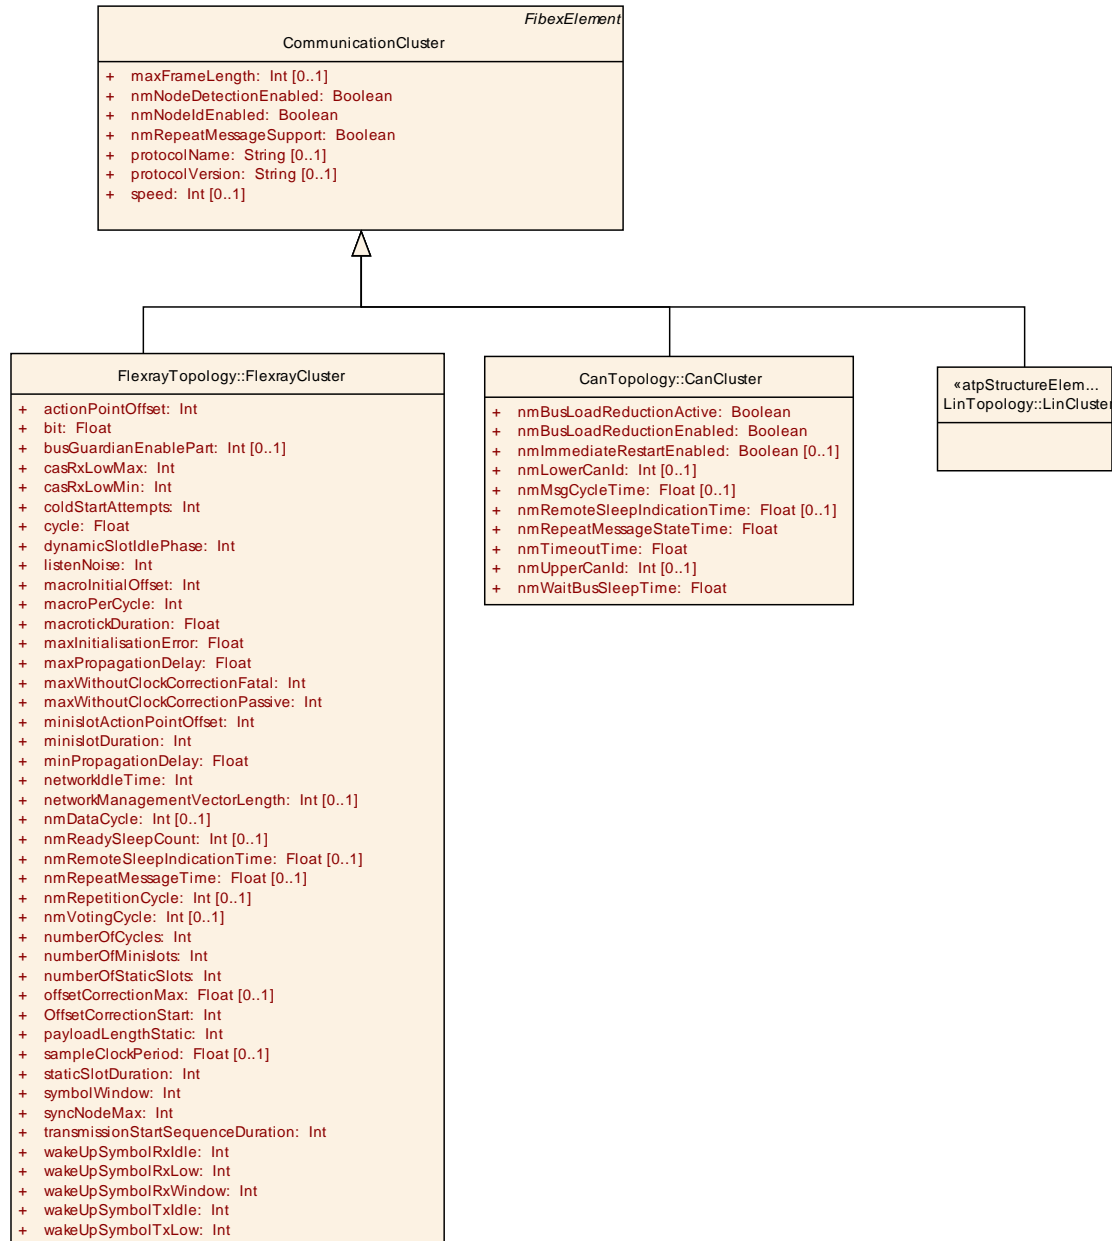 FibexElement
CommunicationCluster
+ maxFrameLength: Int [0..1]
+ nmNodeDetectionEnabled: Boolean
+ nmNodeIdEnabled: Boolean
+ nmRepeatMessageSupport: Boolean
+ protocolName: String [0..1]
+ protocolVersion: String [0..1]
+ speed: Int [0..1]
FlexrayTopology::FlexrayCluster
+ actionPointOffset: Int
+ bit: Float
+ busGuardianEnablePart: Int [0..1]
+ casRxLowMax: Int
+ casRxLowMin: Int
+ coldStartAttempts: Int
+ cycle: Float
+ dynamicSlotIdlePhase: Int
+ listenNoise: Int
+ macroInitialOffset: Int
+ macroPerCycle: Int
+ macrotickDuration: Float
+ maxInitialisationError: Float
+ maxPropagationDelay: Float
+ maxWithoutClockCorrectionFatal: Int
+ maxWithoutClockCorrectionPassive: Int
+ minislotActionPointOffset: Int
+ minislotDuration: Int
+ minPropagationDelay: Float
+ networkIdleTime: Int
+ networkManagementVectorLength: Int [0..1]
+ nmDataCycle: Int [0..1]
+ nmReadySleepCount: Int [0..1]
+ nmRemoteSleepIndicationTime: Float [0..1]
+ nmRepeatMessageTime: Float [0..1]
+ nmRepetitionCycle: Int [0..1]
+ nmVotingCycle: Int [0..1]
+ numberOfCycles: Int
+ numberOfMinislots: Int
+ numberOfStaticSlots: Int
+ offsetCorrectionMax: Float [0..1]
+ OffsetCorrectionStart: Int
+ payloadLengthStatic: Int
+ sampleClockPeriod: Float [0..1]
+ staticSlotDuration: Int
+ symbolWindow: Int
+ syncNodeMax: Int
+ transmissionStartSequenceDuration: Int
+ wakeUpSymbolRxIdle: Int
+ wakeUpSymbolRxLow: Int
+ wakeUpSymbolRxWindow: Int
+ wakeUpSymbolTxIdle: Int
+ wakeUpSymbolTxLow: Int
CanTopology::CanCluster
+ nmBusLoadReductionActive: Boolean
+ nmBusLoadReductionEnabled: Boolean
+ nmImmediateRestartEnabled: Boolean [0..1]
+ nmLowerCanId: Int [0..1]
+ nmMsgCycleTime: Float [0..1]
+ nmRemoteSleepIndicationTime: Float [0..1]
+ nmRepeatMessageStateTime: Float
+ nmTimeoutTime: Float
+ nmUpperCanId: Int [0..1]
+ nmWaitBusSleepTime: Float
«atpStructureElem...
LinTopology::LinCluster